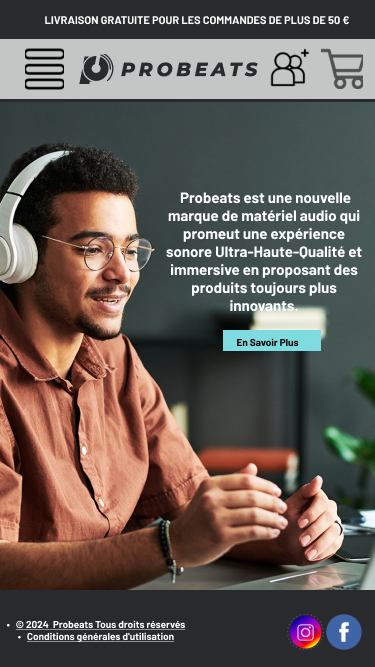 LIVRAISON GRATUITE POUR LES COMMANDES DE PLUS DE 50 €
PROBEATS
Probeats est une nouvelle
marque de matériel audio qui
promeut une expérience
sonore Ultra-Haute-Qualité et
immersive en proposant des
produits toujours plus
innovants.
En Savoir Plus
• © 2024 Probeats Tous droits réservés
• Conditions générales d'utilisation